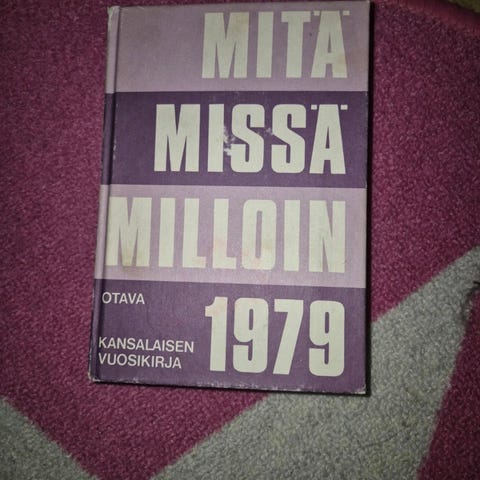 MITÄ
MISSÄ
MILLOIN
OTAVA
1979
KANSALAISEN
VUOSIKIRJA